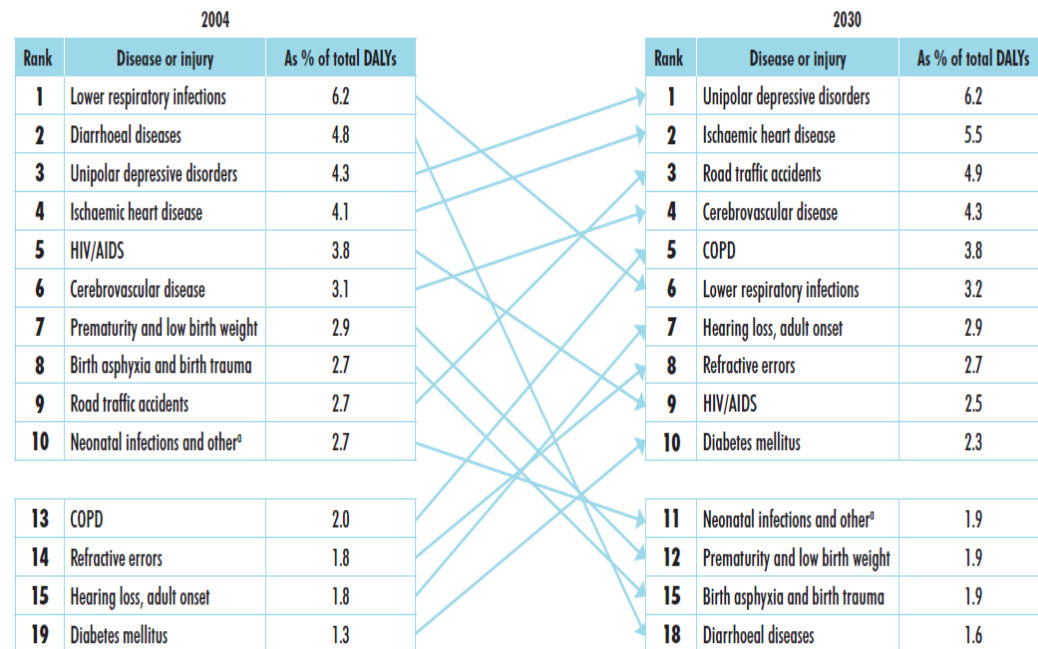 2004
Rank Disease or injury As % of total DALYs
1 Lower respiratory infections 6.2
2 Diarrhoeal diseases 4.8
3 Unipolar depressive disorders 4.3
4 Ischaemic heart disease 4.1
5 HIV/AIDS 3.8
6 Cerebrovascular disease 3.1
7 Prematurity and low birth weight 2.9
8 Birth asphyxia and birth trauma 2.7
9 Road traffic accidents 2.7
10 Neonatal infections and otherª 2.7
13 COPD 2.0
14 Refractive errors 1.8
15 Hearing loss, adult onset 1.8
19 Diabetes mellitus 1.3
2030
Rank Disease or injury As % of total DALYs
1 Unipolar depressive disorders 6.2
2 Ischaemic heart disease 5.5
3 Road traffic accidents 4.9
4 Cerebrovascular disease 4.3
5 COPD 3.8
6 Lower respiratory infections 3.2
7 Hearing loss, adult onset 2.9
8 Refractive errors 2.7
9 HIV/AIDS 2.5
10 Diabetes mellitus 2.3
11 Neonatal infections and otherª 1.9
12 Prematurity and low birth weight 1.9
15 Birth asphyxia and birth trauma 1.9
18 Diarrhoeal diseases 1.6